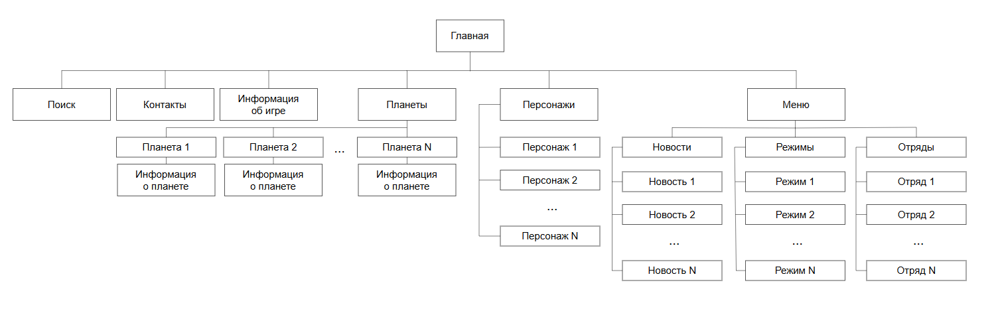 Главная
Поиск
Контакты
Информация
об игре
Планеты
Персонажи
Меню
Планета 1
Планета 2
...
Планета N
Информация
о планете
Информация
о планете
Информация
о планете
Персонаж 1
Персонаж 2
...
Персонаж N
Новости
Новость 1
Новость 2
...
Новость N
Режимы
Режим 1
Режим 2
...
Режим N
Отряды
Отряд 1
Отряд 2
...
Отряд N